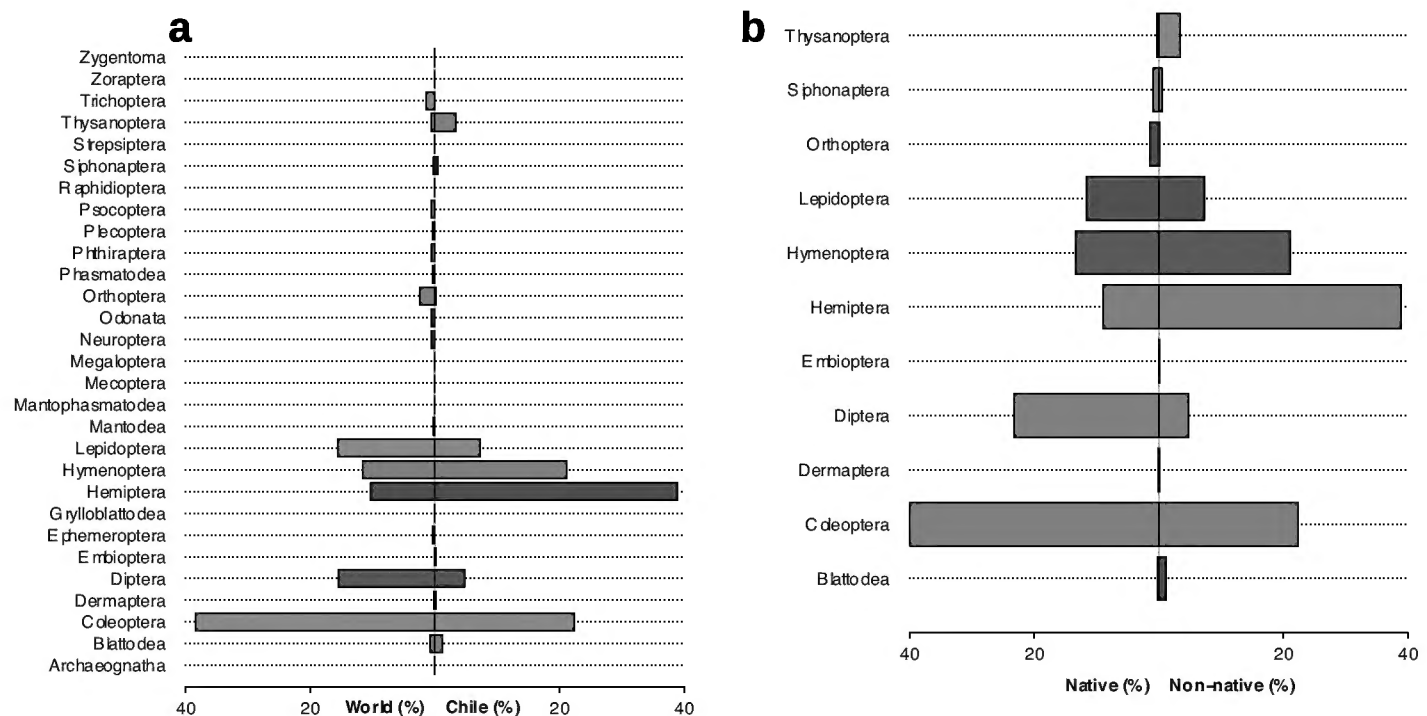 a
Zygentoma
Zoraptera
Trichoptera
Thysanoptera
Strepsiptera
Siphonaptera
Raphidioptera
Psocoptera
Plecoptera
Phthiraptera
Phasmatodea
Orthoptera
Odonata
Neuroptera
Megaloptera
Mecoptera
Mantophasmatodea
Mantodea
Lepidoptera
Hymenoptera
Hemiptera
Grylloblattodea
Ephemeroptera
Embioptera
Diptera
Dermaptera
Coleoptera
Blattodea
Archaeognatha
40 20 World (%) Chile (%) 20 40
b
Thysanoptera
Siphonaptera
Orthoptera
Lepidoptera
Hymenoptera
Hemiptera
Embioptera
Diptera
Dermaptera
Coleoptera
Blattodea
40 20 20 40
Native (%) Non-native (%)